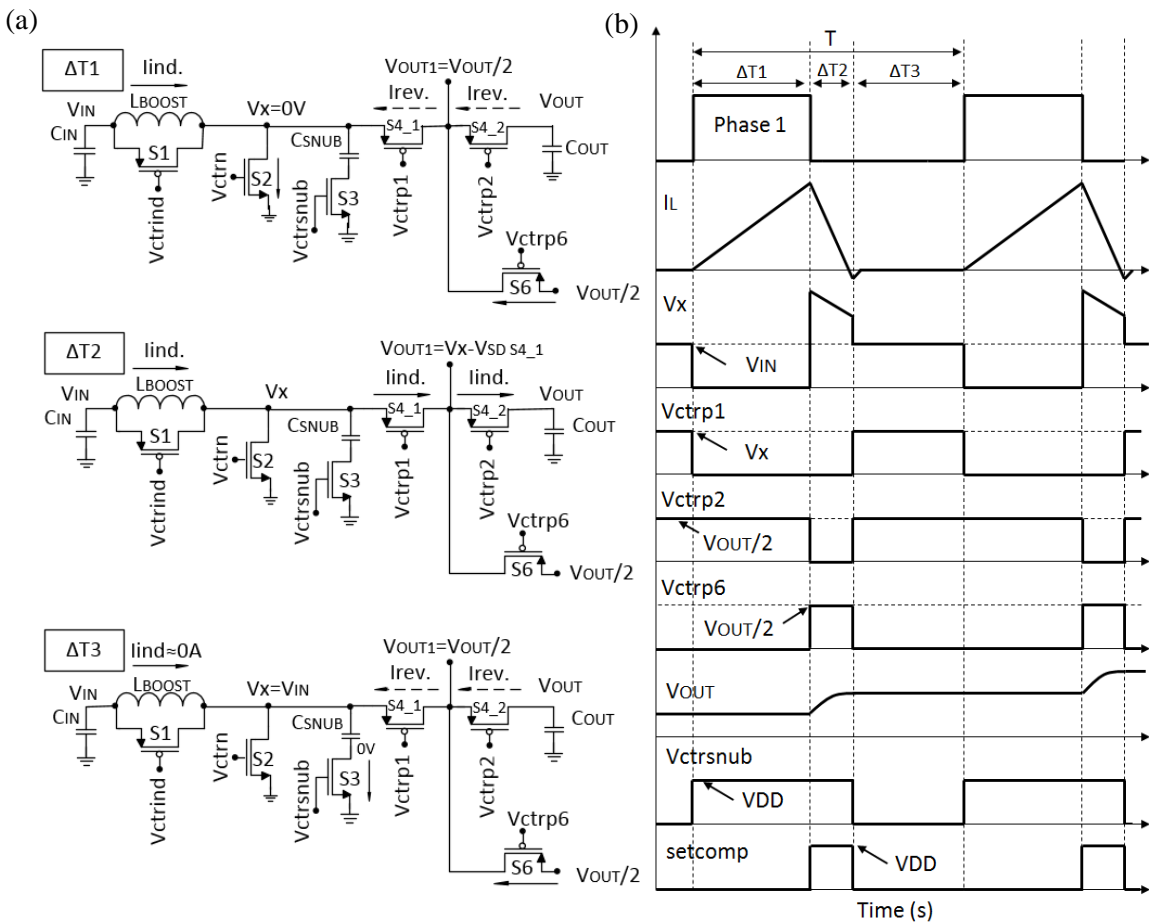 (a)
ΔT1
Iind.
VIN
LBOOST
CIN
S1
Vctrind
Vx=0V
Vctrn
S2
CSNUB
Vctrsnub
S3
VOUT1=VOUT/2
Irev.
Irev.
S4_1
S4_2
VOUT
COUT
Vctrp1
Vctrp2
Vctrp6
S6
VOUT/2
ΔT2
Iind.
VIN
LBOOST
CIN
S1
Vctrind
Vx
Vctrn
S2
CSNUB
Vctrsnub
S3
VOUT1=Vx-VSD S4_1
Iind.
Iind.
S4_1
S4_2
VOUT
COUT
Vctrp1
Vctrp2
Vctrp6
S6
VOUT/2
ΔT3
Iind≈0A
VIN
LBOOST
CIN
S1
Vctrind
Vx=VIN
Vctrn
S2
CSNUB
0V
Vctrsnub
S3
VOUT1=VOUT/2
Irev.
Irev.
S4_1
S4_2
VOUT
COUT
Vctrp1
Vctrp2
Vctrp6
S6
VOUT/2
(b)
T
ΔT1
ΔT2
ΔT3
Phase 1
IL
Vx
VIN
Vctrp1
Vx
Vctrp2
VOUT/2
Vctrp6
VOUT/2
VOUT
Vctrsnub
VDD
setcomp
VDD
Time (s)